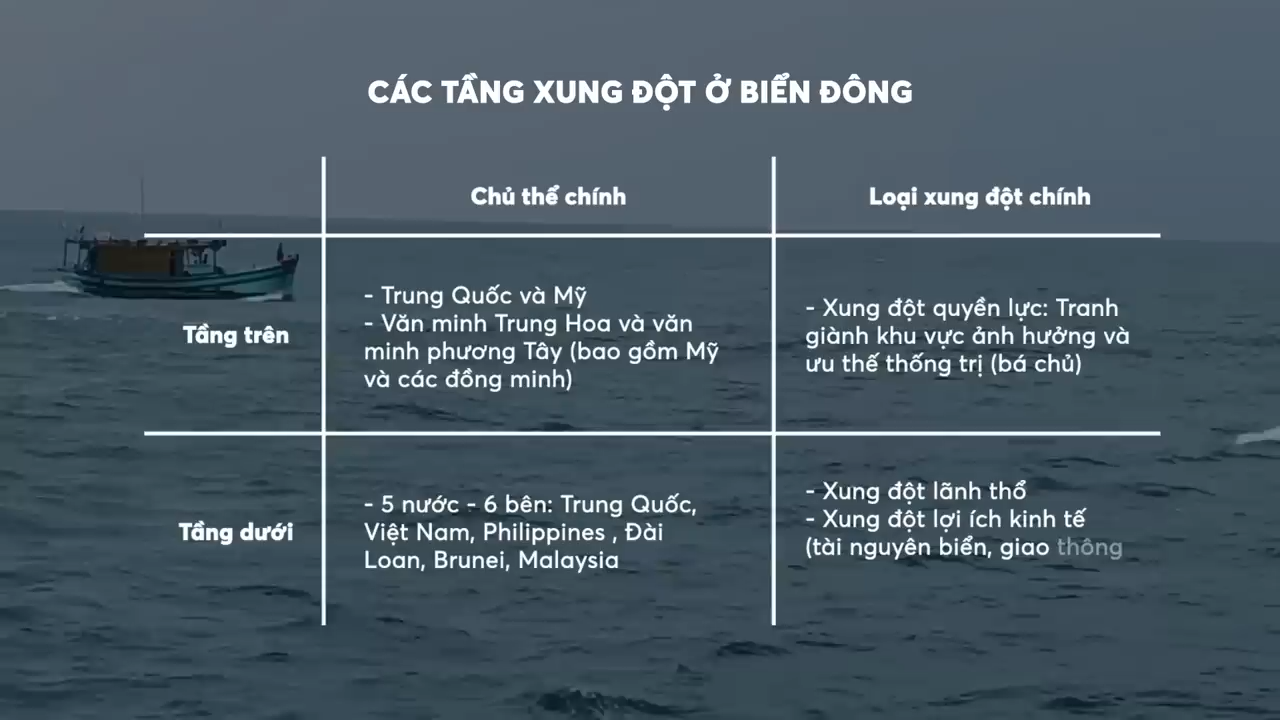 CÁC TẦNG XUNG ĐỘT Ở BIỂN ĐÔNG
Chủ thể chính
Loại xung đột chính
Tầng trên
- Trung Quốc và Mỹ
- Văn minh Trung Hoa và văn
minh phương Tây (bao gồm Mỹ
và các đồng minh)
- Xung đột quyền lực: Tranh
giành khu vực ảnh hưởng và
ưu thế thống trị (bá chủ)
Tầng dưới
- 5 nước - 6 bên: Trung Quốc,
Việt Nam, Philippines , Đài
Loan, Brunei, Malaysia
- Xung đột lãnh thổ
- Xung đột lợi ích kinh tế
(tài nguyên biển, giao thông